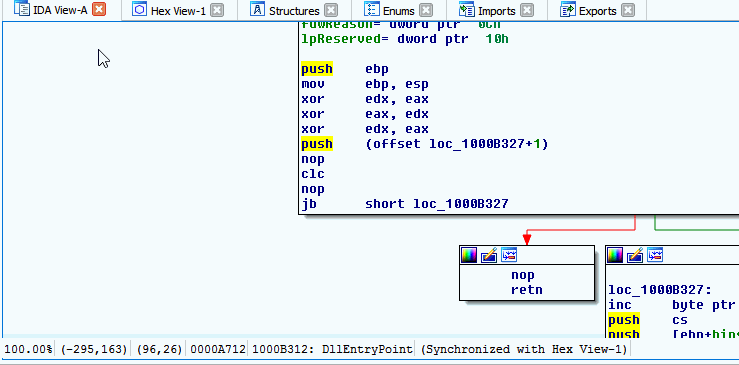 IDA View-A Hex View-1 Structures Enums Imports Exports
fdwReason= dword ptr 0Ch
lpReserved= dword ptr 10h
push ebp
mov ebp, esp
xor edx, eax
xor eax, edx
xor edx, eax
push (offset loc_1000B327+1)
nop
clc
nop
jb short loc_1000B327
nop
retn
loc_1000B327:
inc byte ptr
push cs
push [ebp+hins
100.00% (-295,163) (96,26) 0000A712 1000B312: DllEntryPoint (Synchronized with Hex View-1)